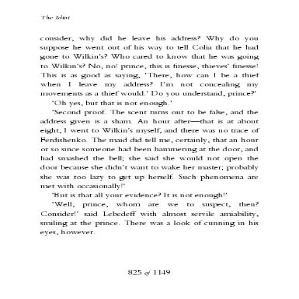 The Idiot
consider, why did he leave his address? Why do you
suppose he went out of his way to tell Colia that he had
gone to Wilkin's? Who cared to know that he was going
to Wilkin's? No, no! prince, this is finesse, thieves' finesse!
This is as good as saying, 'There, how can I be a thief
when I leave my address? I'm not concealing my
movements as a thief would.' Do you understand, prince?'
'Oh yes, but that is not enough.'
'Second proof. The scent turns out to be false, and the
address given is a sham. An hour after—that is at about
eight, I went to Wilkin's myself, and there was no trace of
Ferdishenko. The maid did tell me, certainly, that an hour
or so since someone had been hammering at the door, and
had smashed the bell; she said she would not open the
door because she didn't want to wake her master; probably
she was too lazy to get up herself. Such phenomena are
met with occasionally!'
'But is that all your evidence? It is not enough!'
'Well, prince, whom are we to suspect, then?
Consider!' said Lebedeff with almost servile amiability,
smiling at the prince. There was a look of cunning in his
eyes, however.
825 of 1149